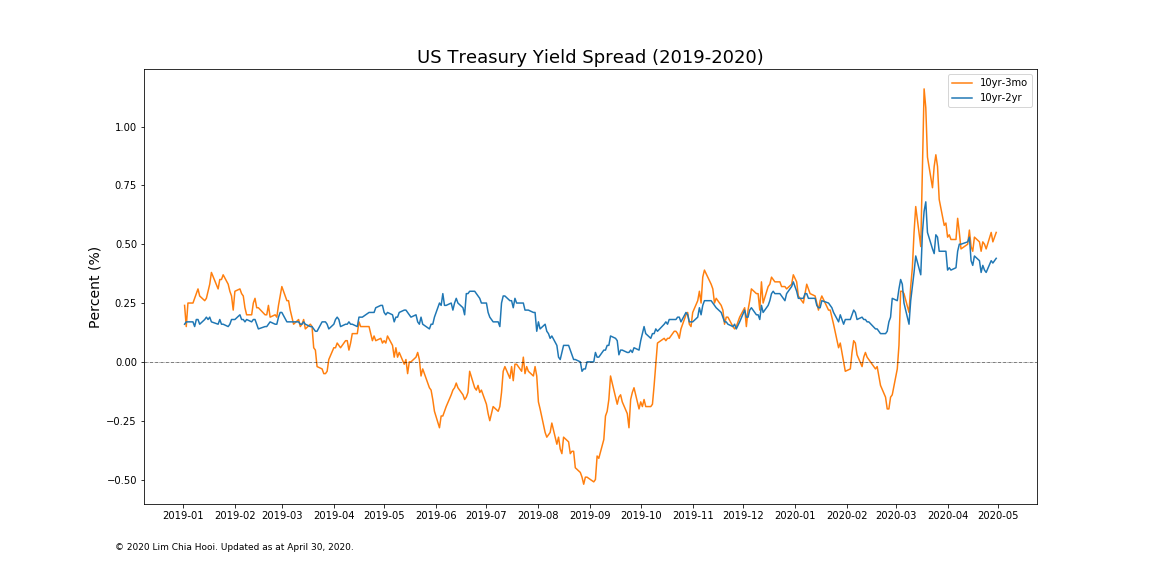 US Treasury Yield Spread (2019-2020)
10yr-3mo
10yr-2yr
Percent (%)
1.00
0.75
0.50
0.25
0.00
−0.25
−0.50
2019-01 2019-02 2019-03 2019-04 2019-05 2019-06 2019-07 2019-08 2019-09 2019-10 2019-11 2019-12 2020-01 2020-02 2020-03 2020-04 2020-05
© 2020 Lim Chia Hooi. Updated as at April 30, 2020.